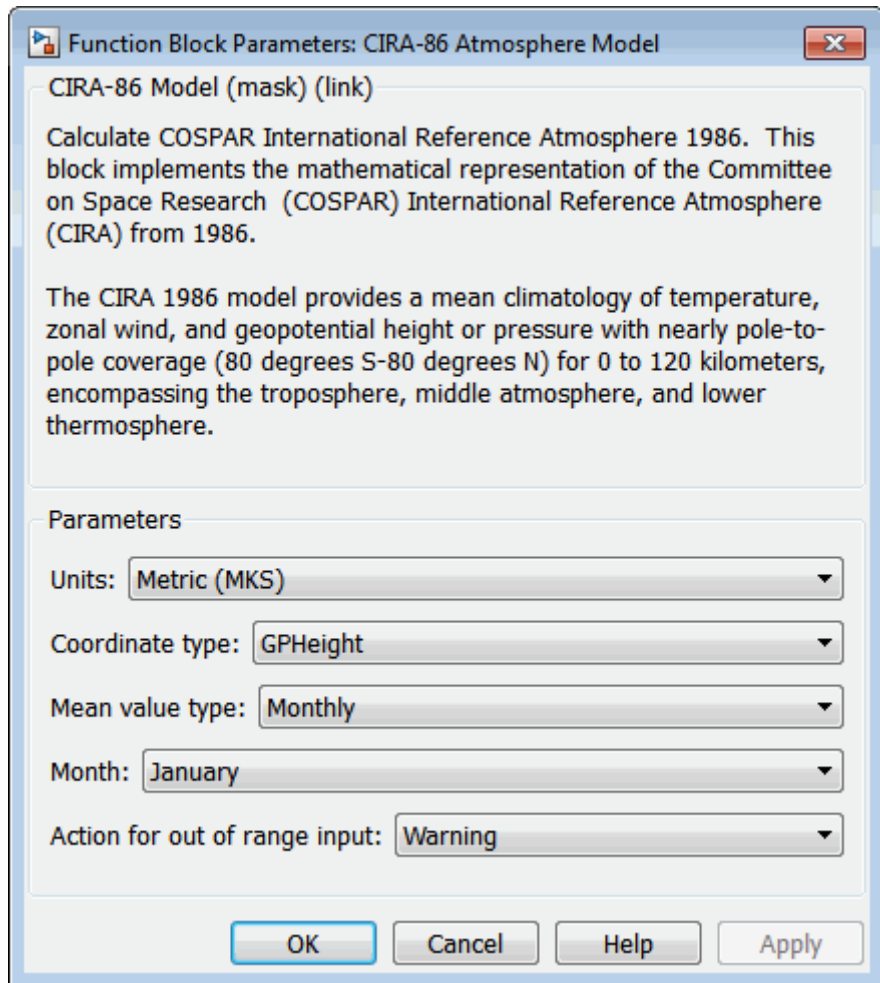 Function Block Parameters: CIRA-86 Atmosphere Model
CIRA-86 Model (mask) (link)
Calculate COSPAR International Reference Atmosphere 1986.  This
block implements the mathematical representation of the Committee
on Space Research  (COSPAR) International Reference Atmosphere
(CIRA) from 1986.
The CIRA 1986 model provides a mean climatology of temperature,
zonal wind, and geopotential height or pressure with nearly pole-to-
pole coverage (80 degrees S-80 degrees N) for 0 to 120 kilometers,
encompassing the troposphere, middle atmosphere, and lower
thermosphere.
Parameters
Units: Metric (MKS)
Coordinate type: GPHeight
Mean value type: Monthly
Month: January
Action for out of range input: Warning
OK Cancel Help Apply